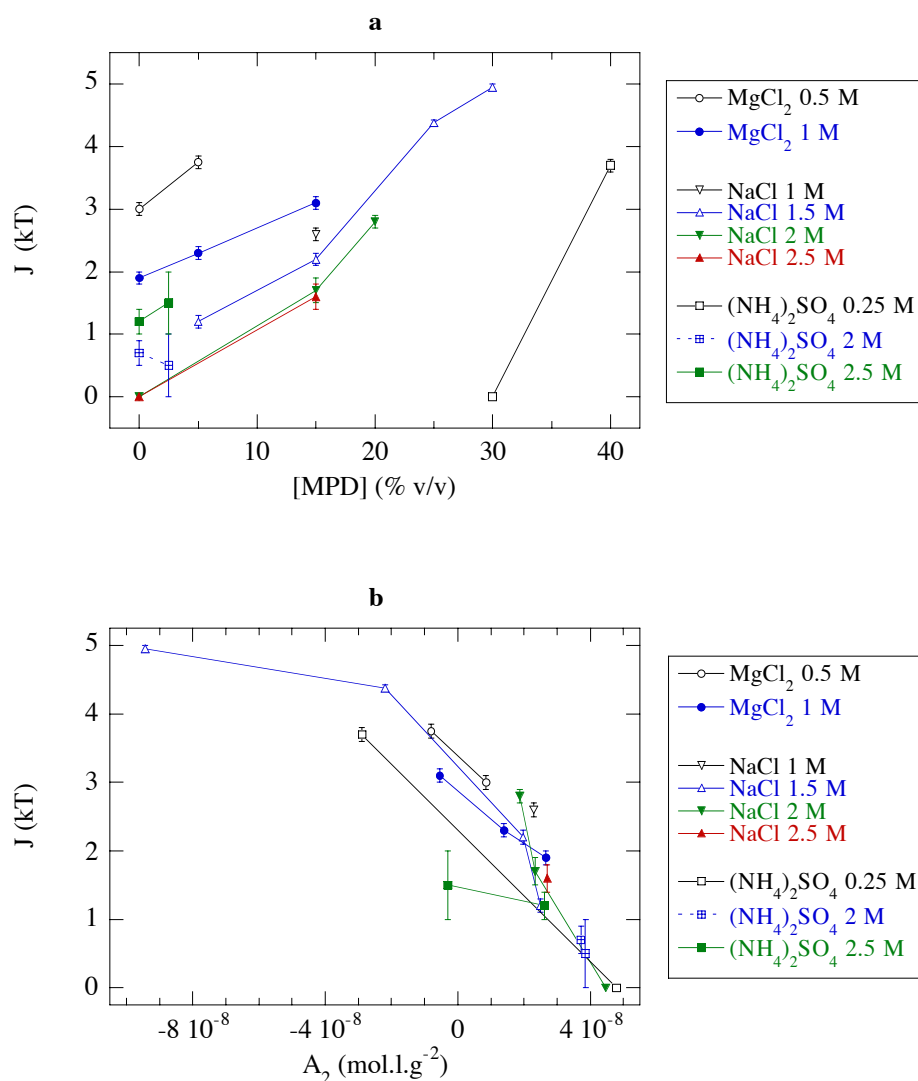 a
J (kT)
5
4
3
2
1
0
0
10
20
30
40
[MPD] (% v/v)
MgCl2 0.5 M
MgCl2 1 M
NaCl 1 M
NaCl 1.5 M
NaCl 2 M
NaCl 2.5 M
(NH4)2SO4 0.25 M
(NH4)2SO4 2 M
(NH4)2SO4 2.5 M
b
J (kT)
5
4
3
2
1
0
-8 10-8
-4 10-8
0
4 10-8
A2 (mol.l.g-2)
MgCl2 0.5 M
MgCl2 1 M
NaCl 1 M
NaCl 1.5 M
NaCl 2 M
NaCl 2.5 M
(NH4)2SO4 0.25 M
(NH4)2SO4 2 M
(NH4)2SO4 2.5 M